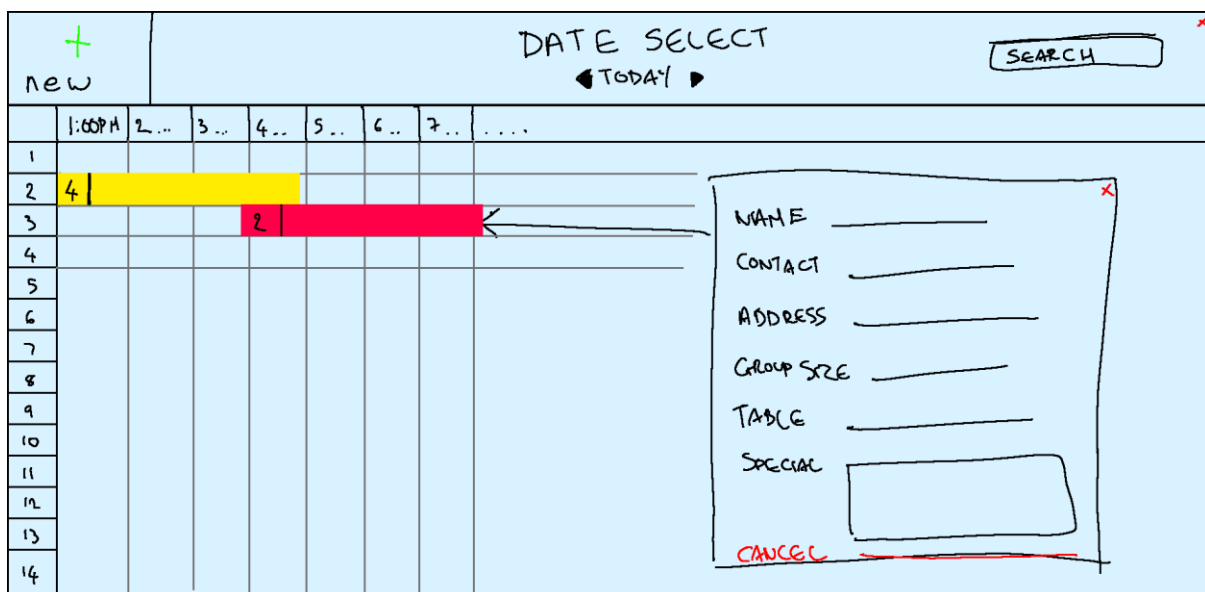 +
new
DATE SELECT
◀ TODAY ▶
SEARCH
x
1:00PM 2... 3... 4.. 5.. 6.. 7.. ....
1
2 4
3 2
4
5
6
7
8
9
10
11
12
13
14
x
NAME
CONTACT
ADDRESS
GROUP SIZE
TABLE
SPECIAL
CANCEL